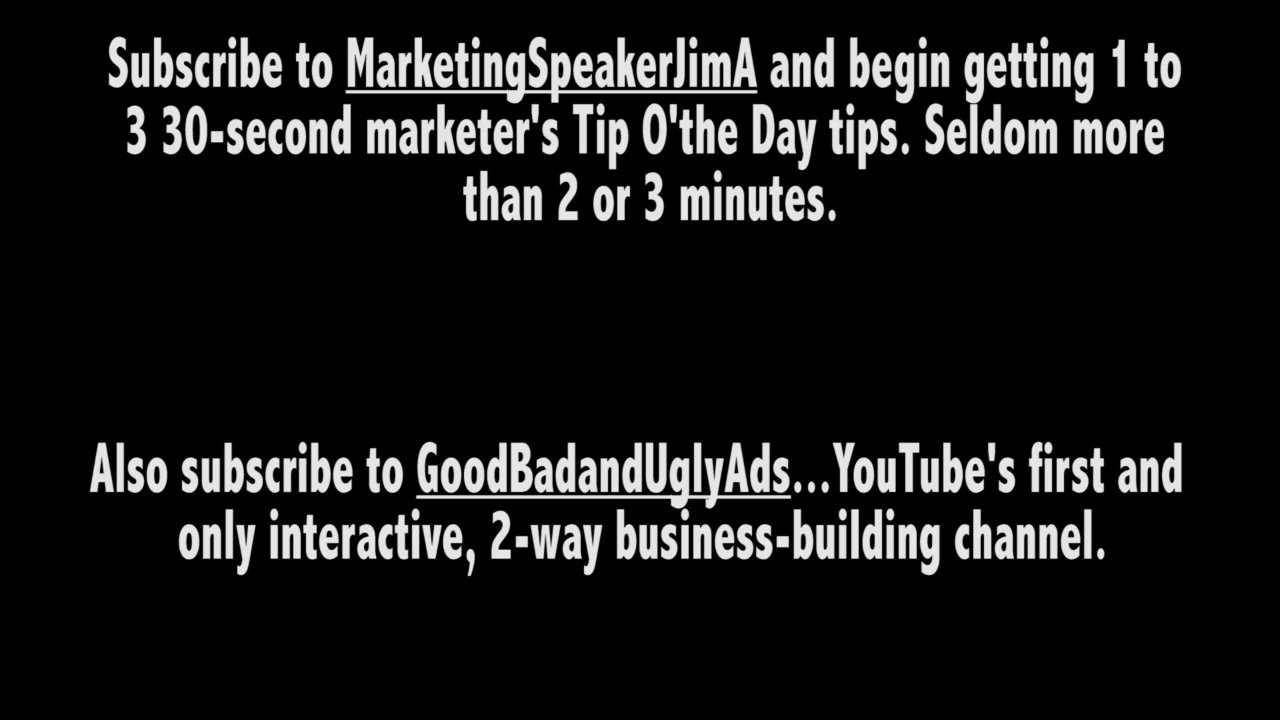 Subscribe to MarketingSpeakerJimA and begin getting 1 to
3 30-second marketer's Tip O'the Day tips. Seldom more
than 2 or 3 minutes.
Also subscribe to GoodBadandUglyAds...YouTube's first and
only interactive, 2-way business-building channel.